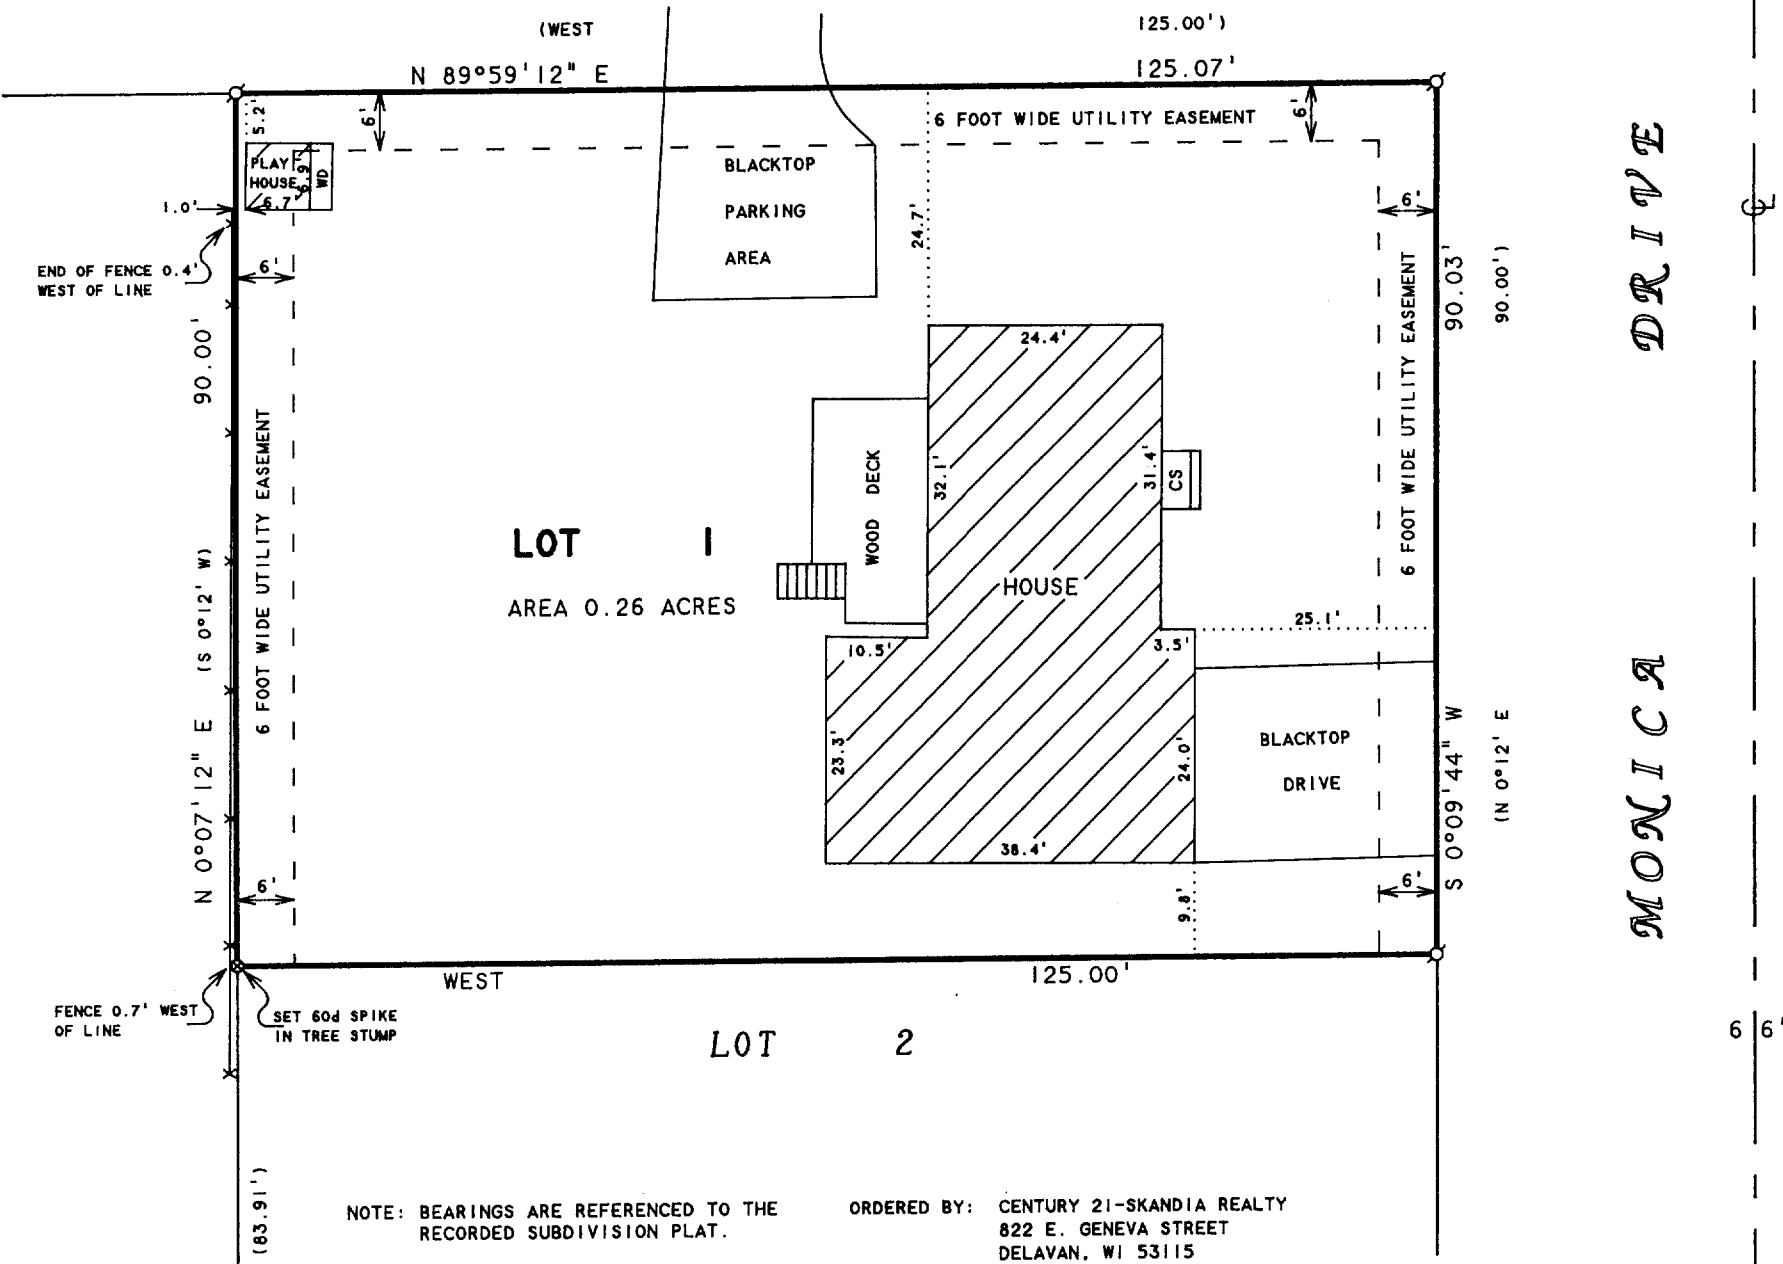 (WEST 125.00')
N 89°59'12" E 125.07'
5.2'
6'
6 FOOT WIDE UTILITY EASEMENT
6'
PLAY
HOUSE
6.9'
WD
6.7'
1.0'
BLACKTOP
PARKING
AREA
24.7'
6'
END OF FENCE 0.4'
WEST OF LINE
6'
90.00'
N 0°07'12" E
(S 0°12' W)
6 FOOT WIDE UTILITY EASEMENT
24.4'
32.1'
31.4'
CS
WOOD DECK
LOT 1
AREA 0.26 ACRES
HOUSE
25.1'
10.5'
3.5'
23.3'
24.0'
38.4'
BLACKTOP
DRIVE
9.8'
6'
6'
6 FOOT WIDE UTILITY EASEMENT
90.03'
S 0°09'44" W
90.00')
(N 0°12' E
MONICA DRIVE
℄
66'
WEST 125.00'
FENCE 0.7' WEST
OF LINE
SET 60d SPIKE
IN TREE STUMP
LOT 2
(83.91')
NOTE: BEARINGS ARE REFERENCED TO THE
RECORDED SUBDIVISION PLAT.
ORDERED BY: CENTURY 21-SKANDIA REALTY
822 E. GENEVA STREET
DELAVAN, WI 53115